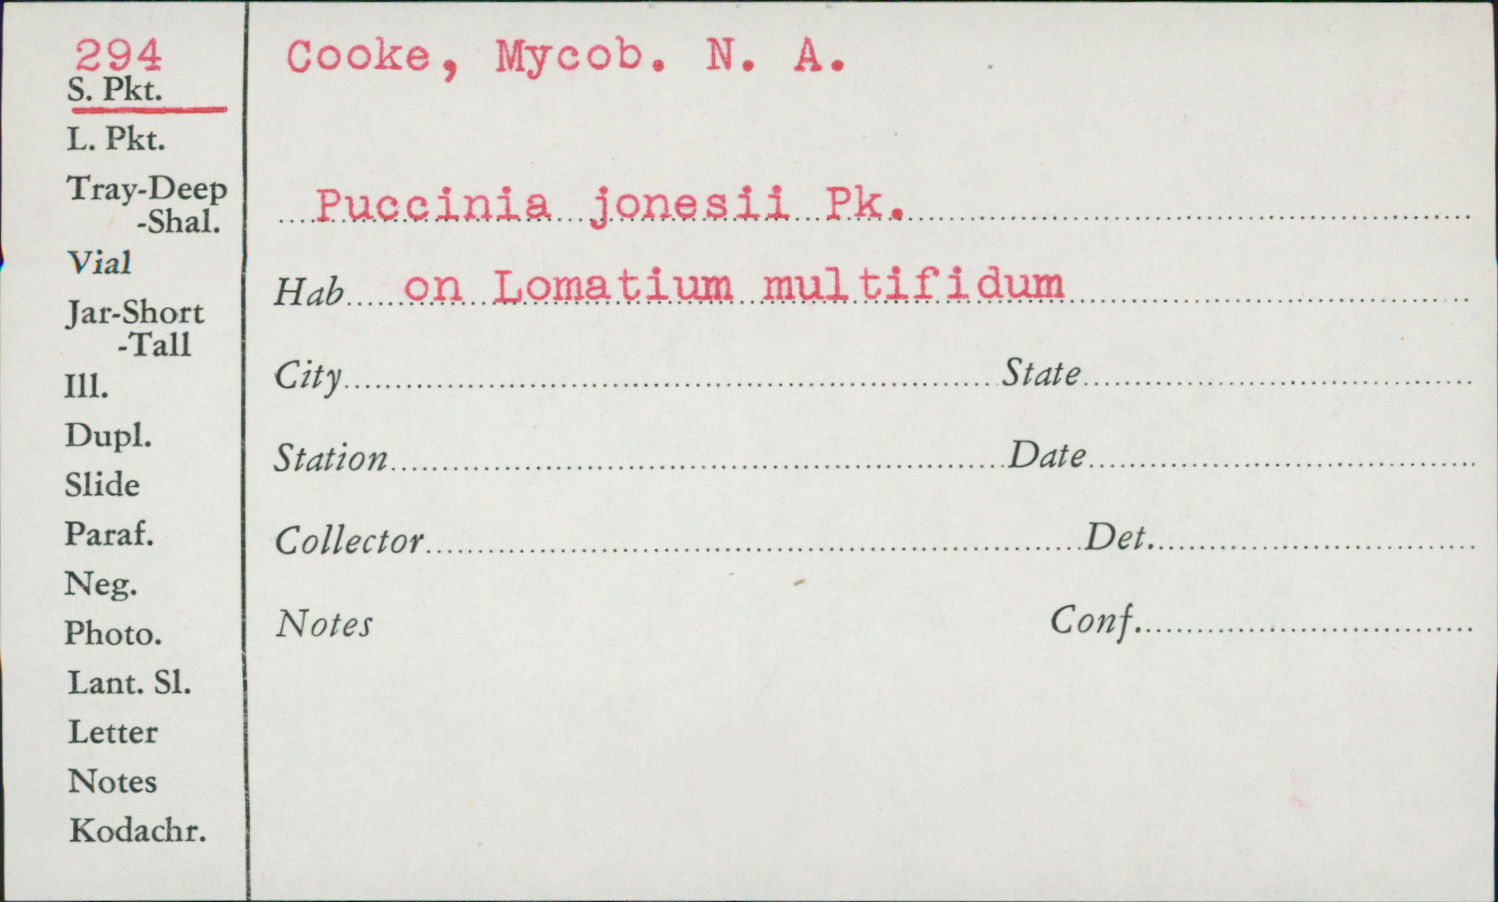 294
S. Pkt.
L. Pkt.
Tray-Deep
-Shal.
Vial
Jar-Short
-Tall
Ill.
Dupl.
Slide
Paraf.
Neg.
Photo.
Lant. Sl.
Letter
Notes
Kodachr.
Cooke, Mycob. N. A.
Puccinia jonesii Pk.
Hab on Lomatium multifidum
City State
Station Date
Collector Det.
Notes Conf.